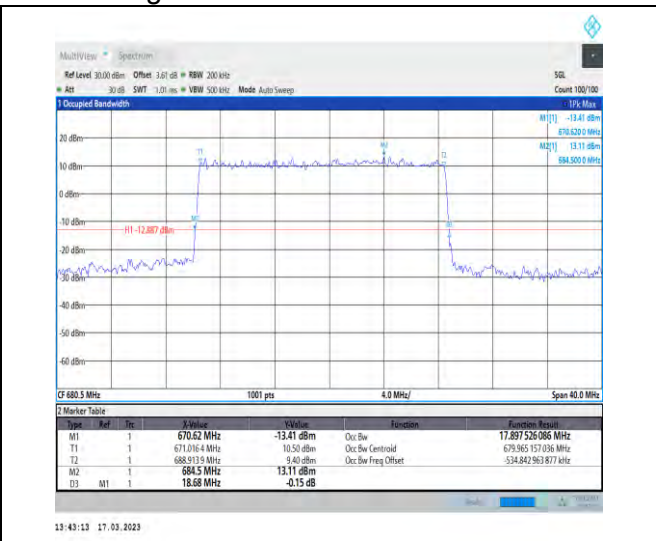 MultiView Spectrum
Ref Level 30.00 dBm Offset 3.61 dB RBW 200 kHz SGL
Att 30 dB SWT 1.01 ms VBW 500 kHz Mode Auto Sweep Count 100/100
1 Occupied Bandwidth 1Pk Max
M1[1] -13.41 dBm
670.620 0 MHz
M2[1] 13.11 dBm
684.500 0 MHz
20 dBm
M2
T1 T2
10 dBm
0 dBm
-10 dBm
H1 -12.887 dBm
-20 dBm
-30 dBm
-40 dBm
-50 dBm
-60 dBm
CF 680.5 MHz 1001 pts 4.0 MHz/ Span 40.0 MHz
2 Marker Table
Type Ref Trc X-Value Y-Value Function Function Result
M1 1 670.62 MHz -13.41 dBm Occ Bw 17.897 526 086 MHz
T1 1 671.016 4 MHz 10.50 dBm Occ Bw Centroid 679.965 157 036 MHz
T2 1 688.913 9 MHz 9.40 dBm Occ Bw Freq Offset -534.842 963 877 kHz
M2 1 684.5 MHz 13.11 dBm
D3 M1 1 18.68 MHz -0.15 dB
13:43:13 17.03.2023